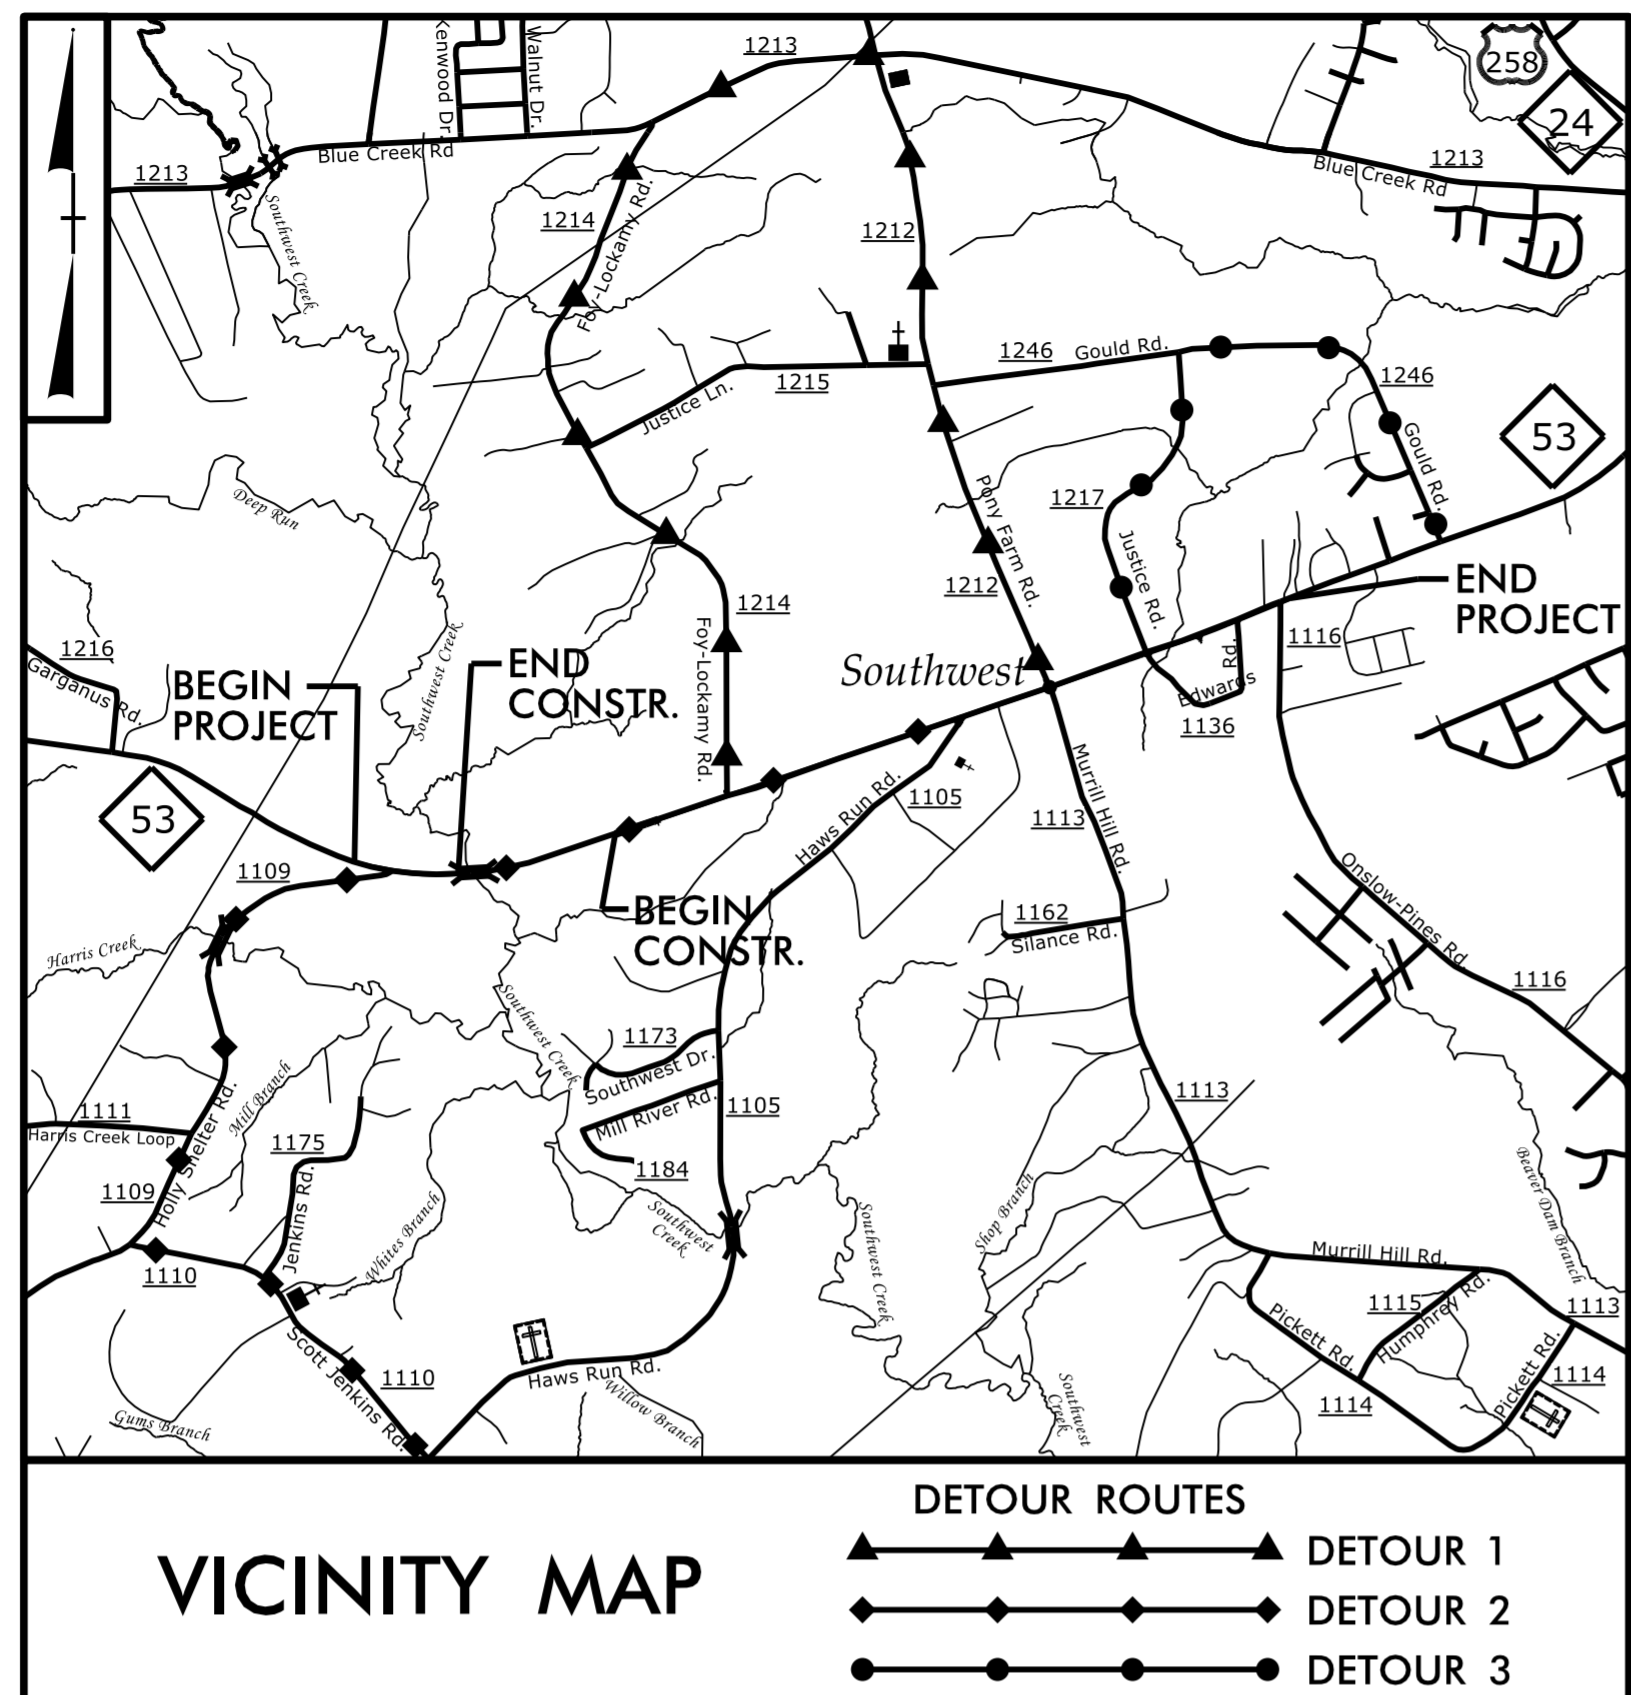 Kenwood Dr.
Walnut Dr.
1213
258
24
Blue Creek Rd
1213
1213
Blue Creek Rd
Southwest Creek
1214
Foy-Lockamy Rd.
1212
1246
Gould Rd.
1215
Justice Ln.
1246
Gould Rd.
53
Deep Run
Pony Farm Rd.
1217
Justice Rd.
1212
END
PROJECT
1214
Foy-Lockamy Rd.
1216
Garganus Rd.
BEGIN
PROJECT
Southwest Creek
END
CONSTR.
Southwest
1116
Edwards Rd.
1136
53
1109
Haws Run Rd.
1105
Murrill Hill Rd.
1113
BEGIN
CONSTR.
Onslow-Pines Rd.
1162
Silance Rd.
Harris Creek
1116
Southwest Creek
1173
Southwest Dr.
Mill River Rd.
1105
1184
Mill Branch
1111
Harris Creek Loop
Holly Shelter Rd.
1109
1175
Jenkins Rd.
Whites Branch
1113
Beaver Dam Branch
Southwest
Creek
Southwest Creek
Shop Branch
1110
Murrill Hill Rd.
1115
Humphrey Rd.
1113
Pickett Rd.
Pickett Rd.
1114
1114
Scott Jenkins Rd.
1110
Haws Run Rd.
Willow Branch
Gums Branch
Southwest
Creek
VICINITY MAP
DETOUR ROUTES
DETOUR 1
DETOUR 2
DETOUR 3